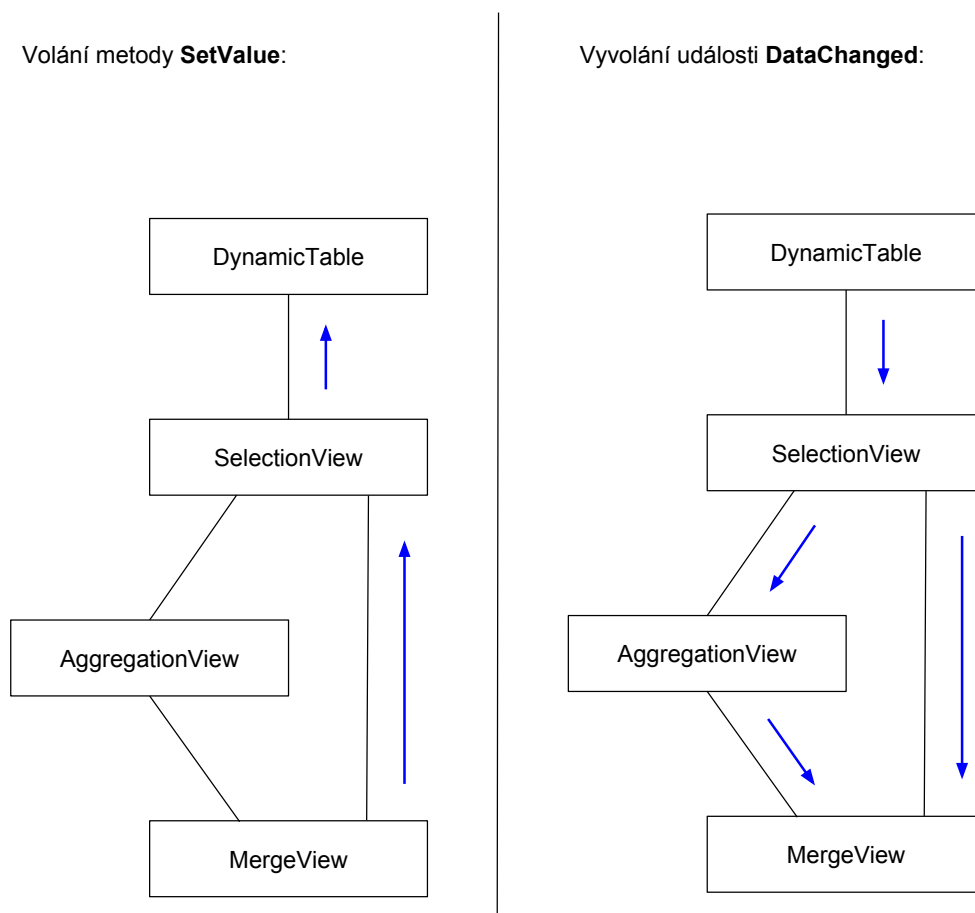 Volání metody SetValue:
DynamicTable
SelectionView
AggregationView
MergeView
Vyvolání události DataChanged:
DynamicTable
SelectionView
AggregationView
MergeView